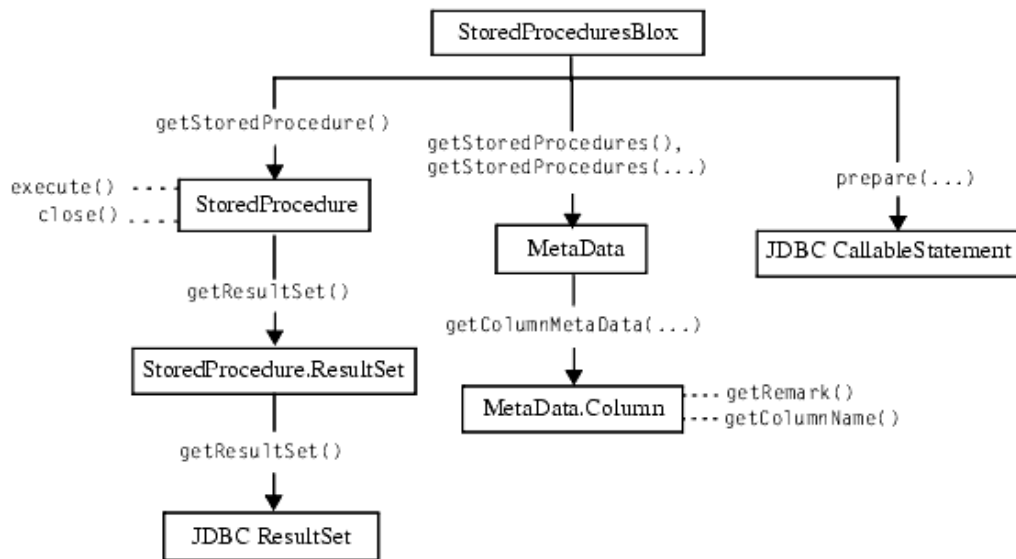 StoredProceduresBlox
getStoredProcedure()
getStoredProcedures(),
getStoredProcedures(...)
prepare(...)
execute()
close()
StoredProcedure
MetaData
JDBC CallableStatement
getResultSet()
getColumnMetaData(...)
StoredProcedure.ResultSet
MetaData.Column
getRemark()
getColumnName()
getResultSet()
JDBC ResultSet